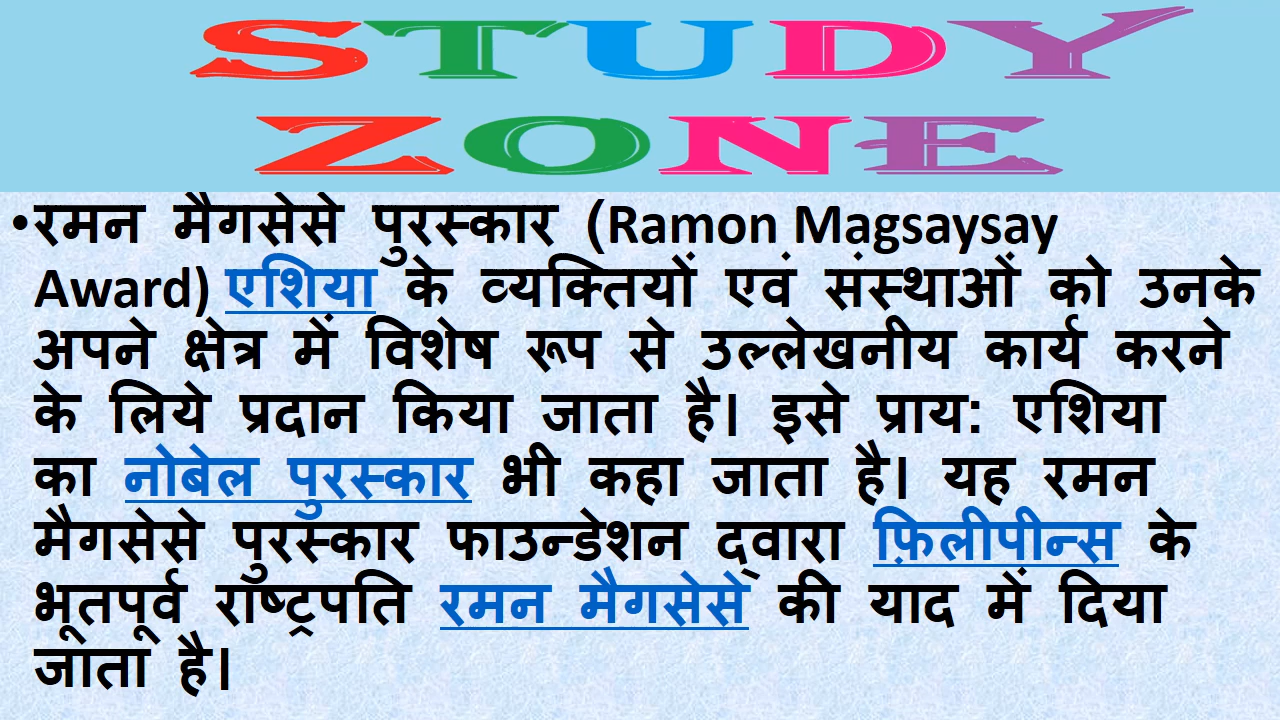 STUDY
ZONE
•रमन मैगसेसे पुरस्कार (Ramon Magsaysay
Award) एशिया के व्यक्तियों एवं संस्थाओं को उनके
अपने क्षेत्र में विशेष रूप से उल्लेखनीय कार्य करने
के लिये प्रदान किया जाता है। इसे प्राय: एशिया
का नोबेल पुरस्कार भी कहा जाता है। यह रमन
मैगसेसे पुरस्कार फाउन्डेशन द्वारा फ़िलीपीन्स के
भूतपूर्व राष्ट्रपति रमन मैगसेसे की याद में दिया
जाता है।